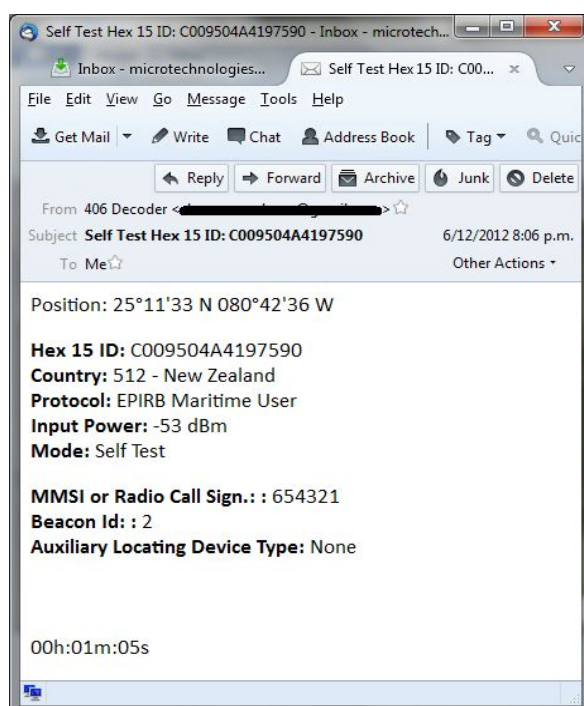 Self Test Hex 15 ID: C009504A4197590 - Inbox - microtech...
Inbox - microtechnologies... Self Test Hex 15 ID: C00...
File Edit View Go Message Tools Help
Get Mail Write Chat Address Book Tag Quic
Reply Forward Archive Junk Delete
From 406 Decoder <
Subject Self Test Hex 15 ID: C009504A4197590 6/12/2012 8:06 p.m.
To Me Other Actions
Position: 25°11'33 N 080°42'36 W
Hex 15 ID: C009504A4197590
Country: 512 - New Zealand
Protocol: EPIRB Maritime User
Input Power: -53 dBm
Mode: Self Test
MMSI or Radio Call Sign.: : 654321
Beacon Id: : 2
Auxiliary Locating Device Type: None
00h:01m:05s